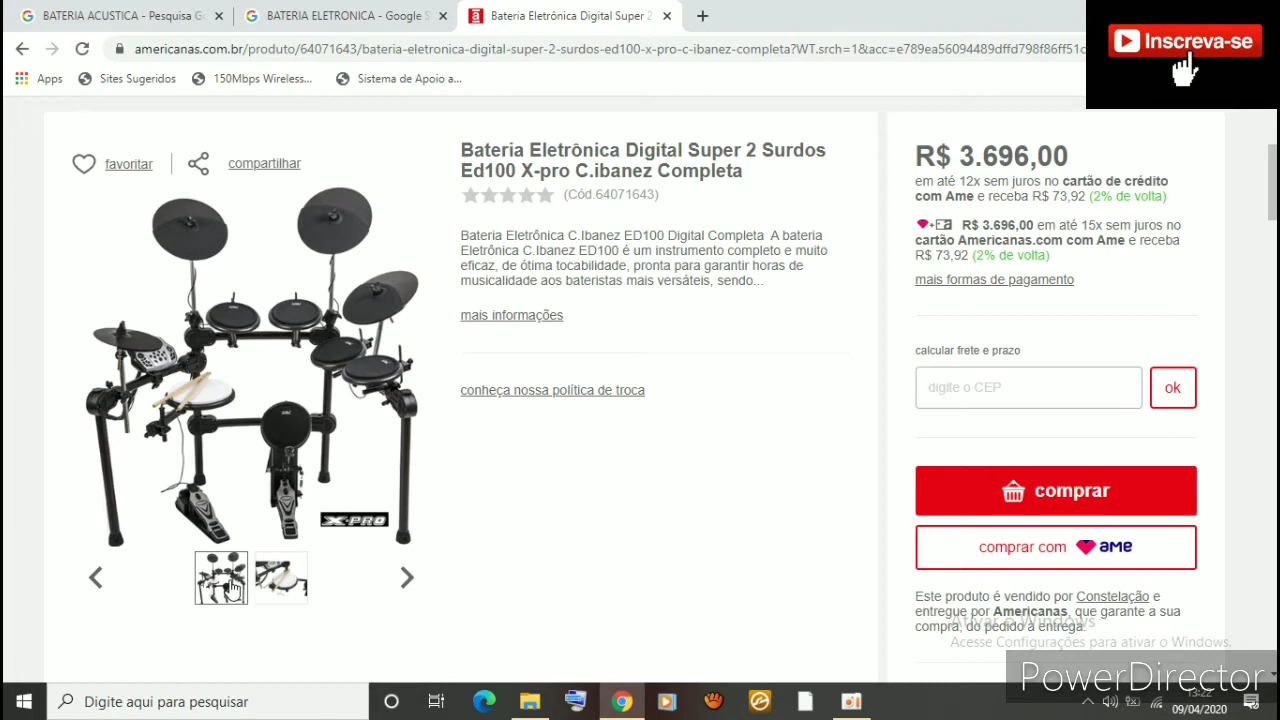 BATERIA ACUSTICA - Pesquisa Go
BATERIA ELETRONICA - Google S
Bateria Eletrônica Digital Super 2
Inscreva-se
americanas.com.br/produto/64071643/bateria-eletronica-digital-super-2-surdos-ed100-x-pro-c-ibanez-completa?WT.srch=1&acc=e789ea56094489dffd798f86ff51c
Apps
Sites Sugeridos
150Mbps Wireless...
Sistema de Apoio a...
favoritar
compartilhar
X-PRO
Bateria Eletrônica Digital Super 2 Surdos
Ed100 X-pro C.ibanez Completa
(Cód.64071643)
Bateria Eletrônica C.Ibanez ED100 Digital Completa A bateria
Eletrônica C.Ibanez ED100 é um instrumento completo e muito
eficaz, de ótima tocabilidade, pronta para garantir horas de
musicalidade aos bateristas mais versáteis, sendo...
mais informações
conheça nossa política de troca
R$ 3.696,00
em até 12x sem juros no cartão de crédito
com Ame e receba R$ 73,92 (2% de volta)
R$ 3.696,00 em até 15x sem juros no
cartão Americanas.com com Ame e receba
R$ 73,92 (2% de volta)
mais formas de pagamento
calcular frete e prazo
digite o CEP
ok
comprar
comprar com ame
Este produto é vendido por Constelação e
entregue por Americanas, que garante a sua
compra, do pedido à entrega.
Ativar o Windows
Acesse Configurações para ativar o Windows.
PowerDirector
Digite aqui para pesquisar
13:22
09/04/2020